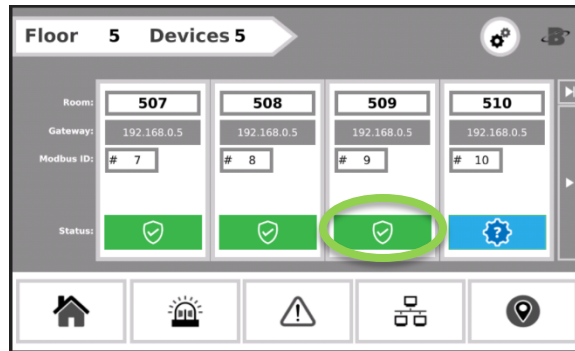 Floor 5 Devices 5
Room: 507 508 509 510
Gateway: 192.168.0.5 192.168.0.5 192.168.0.5 192.168.0.5
Modbus ID: # 7 # 8 # 9 # 10
Status: ?